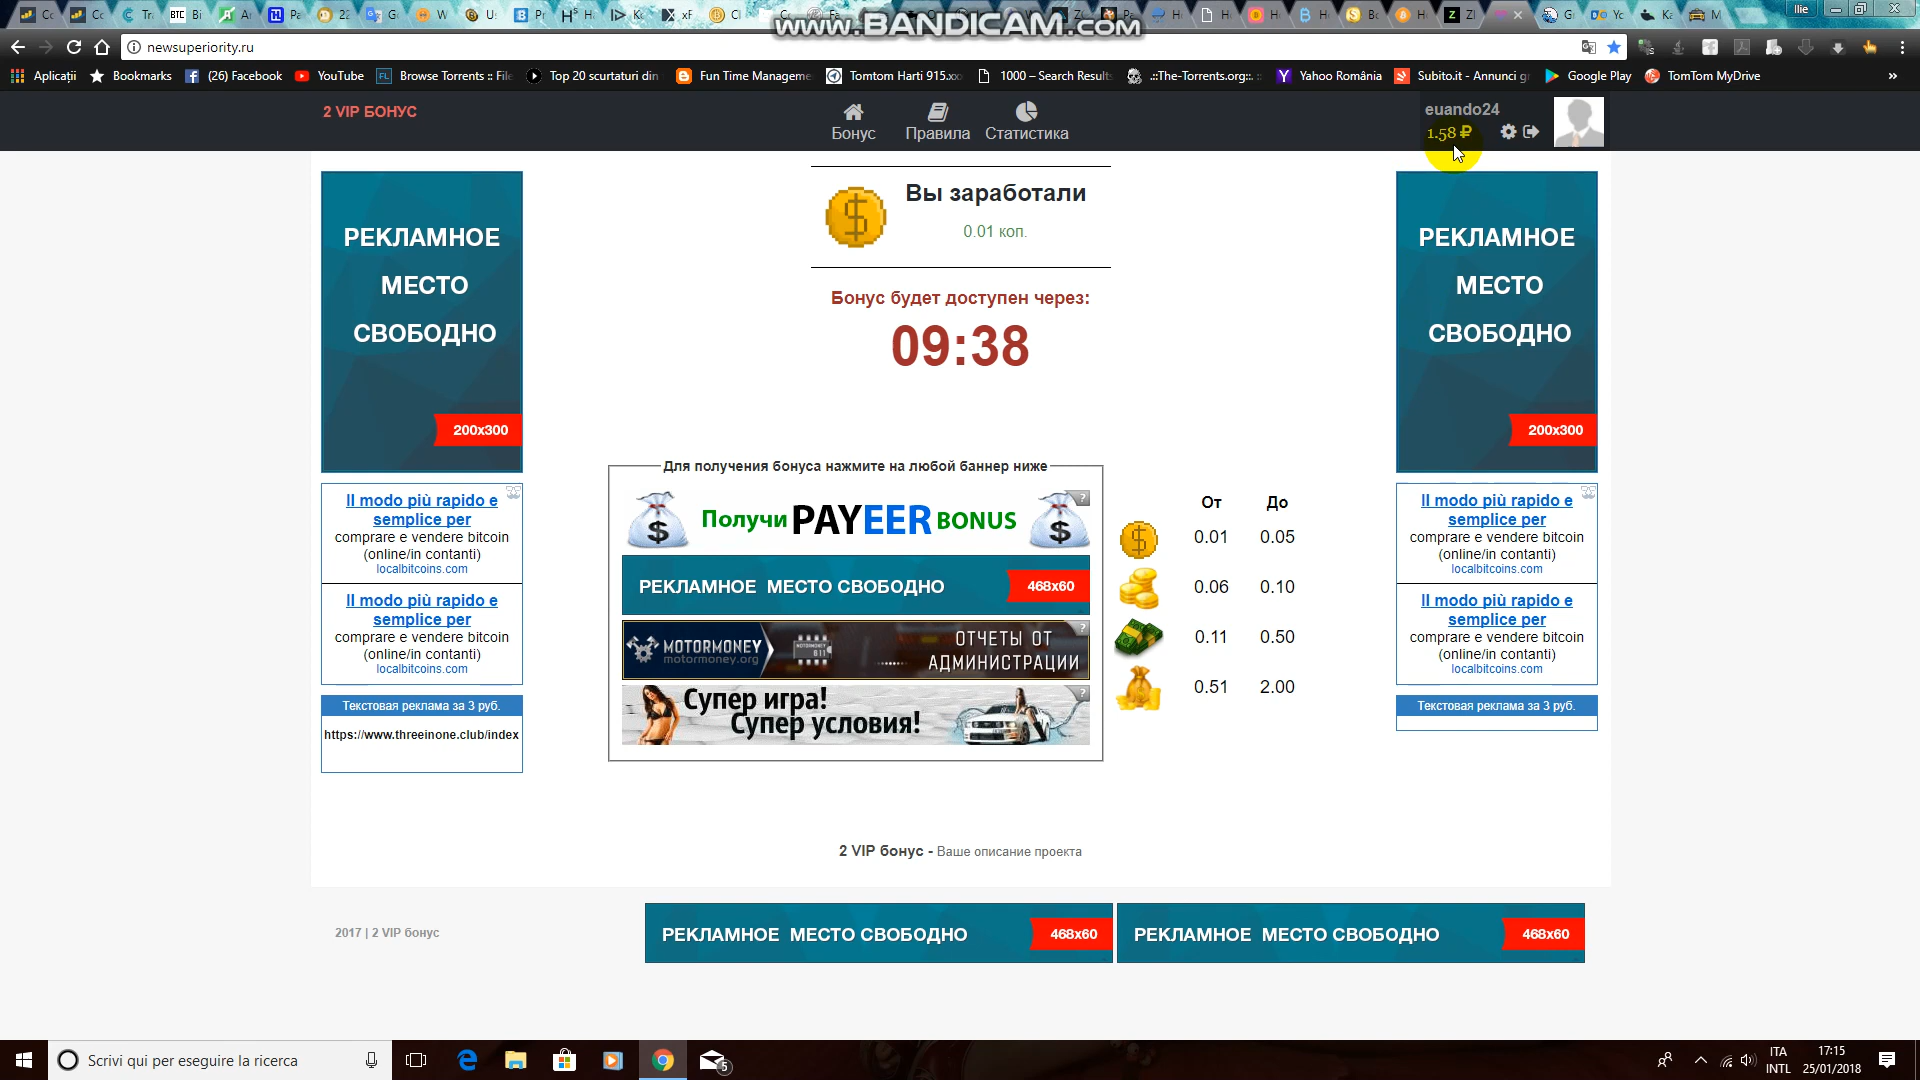 www.BANDICAM.com
Ilie
newsuperiority.ru
Aplicații
Bookmarks
(26) Facebook
YouTube
Browse Torrents :: File
Top 20 scurtaturi din
Fun Time Manageme
Tomtom Harti 915.xx
1000 – Search Results
.::The-Torrents.org::.
Yahoo România
Subito.it - Annunci gr
Google Play
TomTom MyDrive
»
2 VIP БОНУС
Бонус
Правила
Статистика
euando24
1.58 ₽
Вы заработали
0.01 коп.
Бонус будет доступен через:
09:38
РЕКЛАМНОЕ
МЕСТО
СВОБОДНО
200x300
Il modo più rapido e
semplice per
comprare e vendere bitcoin
(online/in contanti)
localbitcoins.com
Il modo più rapido e
semplice per
comprare e vendere bitcoin
(online/in contanti)
localbitcoins.com
Текстовая реклама за 3 руб.
https://www.threeinone.club/index
Для получения бонуса нажмите на любой баннер ниже
Получи PAYEER BONUS
РЕКЛАМНОЕ МЕСТО СВОБОДНО
468x60
MOTORMONEY
motormoney.org
ОТЧЕТЫ ОТ
АДМИНИСТРАЦИИ
Супер игра!
Супер условия!
От До
0.01 0.05
0.06 0.10
0.11 0.50
0.51 2.00
РЕКЛАМНОЕ
МЕСТО
СВОБОДНО
200x300
Il modo più rapido e
semplice per
comprare e vendere bitcoin
(online/in contanti)
localbitcoins.com
Il modo più rapido e
semplice per
comprare e vendere bitcoin
(online/in contanti)
localbitcoins.com
Текстовая реклама за 3 руб.
2 VIP бонус - Ваше описание проекта
2017 | 2 VIP бонус
РЕКЛАМНОЕ МЕСТО СВОБОДНО
468x60
РЕКЛАМНОЕ МЕСТО СВОБОДНО
468x60
Scrivi qui per eseguire la ricerca
5
ITA
INTL
17:15
25/01/2018